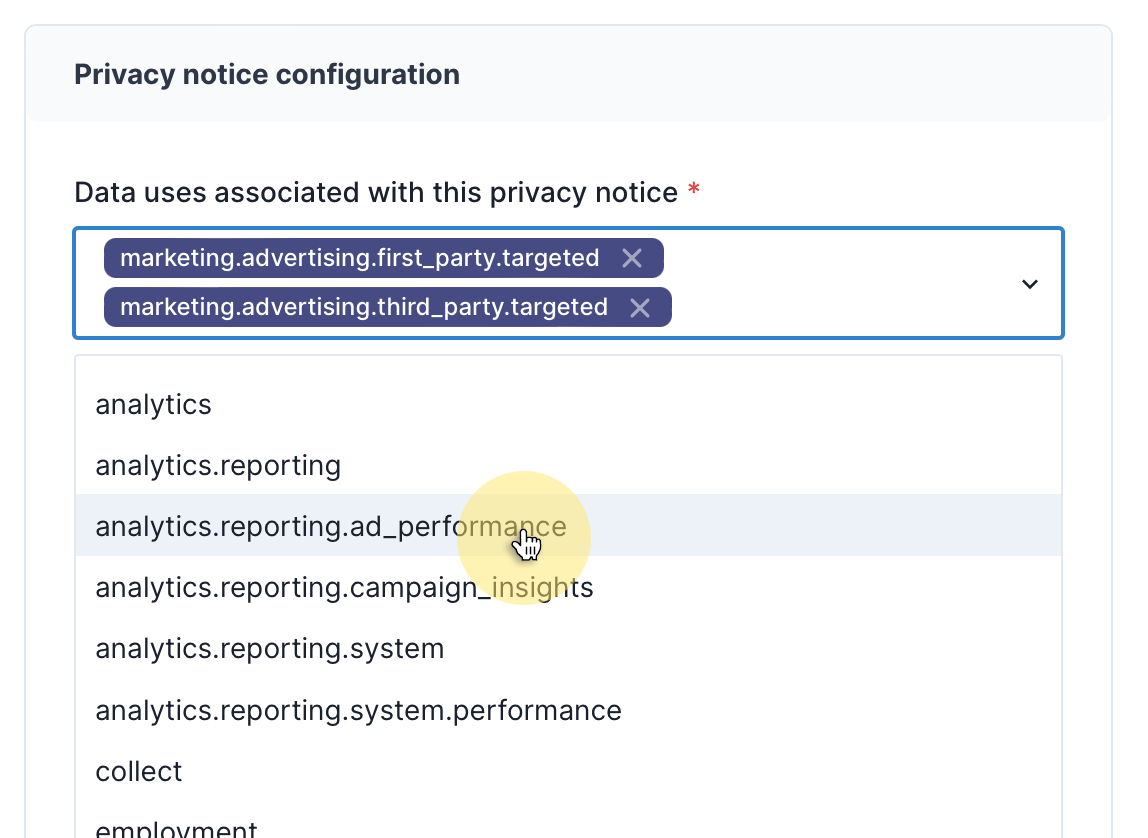 Privacy notice configuration
Data uses associated with this privacy notice *
marketing.advertising.first_party.targeted
marketing.advertising.third_party.targeted
analytics
analytics.reporting
analytics.reporting.ad_performance
analytics.reporting.campaign_insights
analytics.reporting.system
analytics.reporting.system.performance
collect
employment